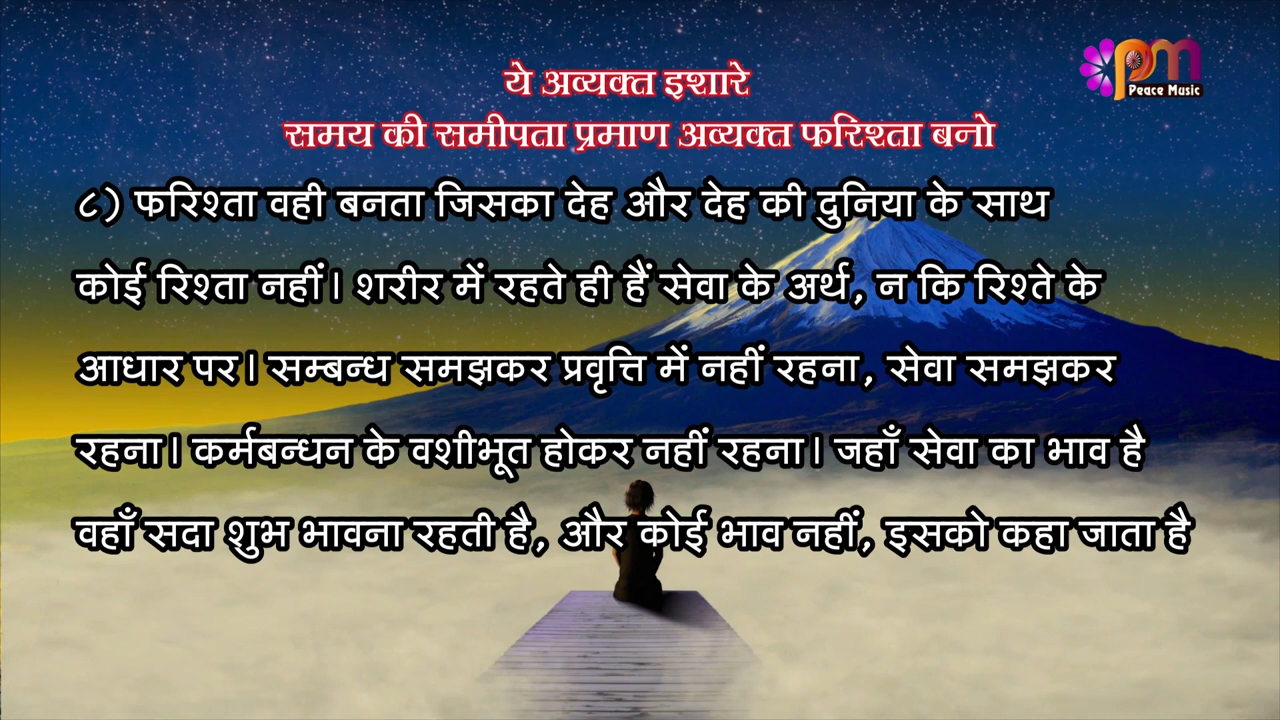 ये अव्यक्त इशारे
समय की समीपता प्रमाण अव्यक्त फरिश्ता बनो
pm
Peace Music
८) फरिश्ता वही बनता जिसका देह और देह की दुनिया के साथ
कोई रिश्ता नहीं। शरीर में रहते ही हैं सेवा के अर्थ, न कि रिश्ते के
आधार पर। सम्बन्ध समझकर प्रवृत्ति में नहीं रहना, सेवा समझकर
रहना। कर्मबन्धन के वशीभूत होकर नहीं रहना। जहाँ सेवा का भाव है
वहाँ सदा शुभ भावना रहती है, और कोई भाव नहीं, इसको कहा जाता है